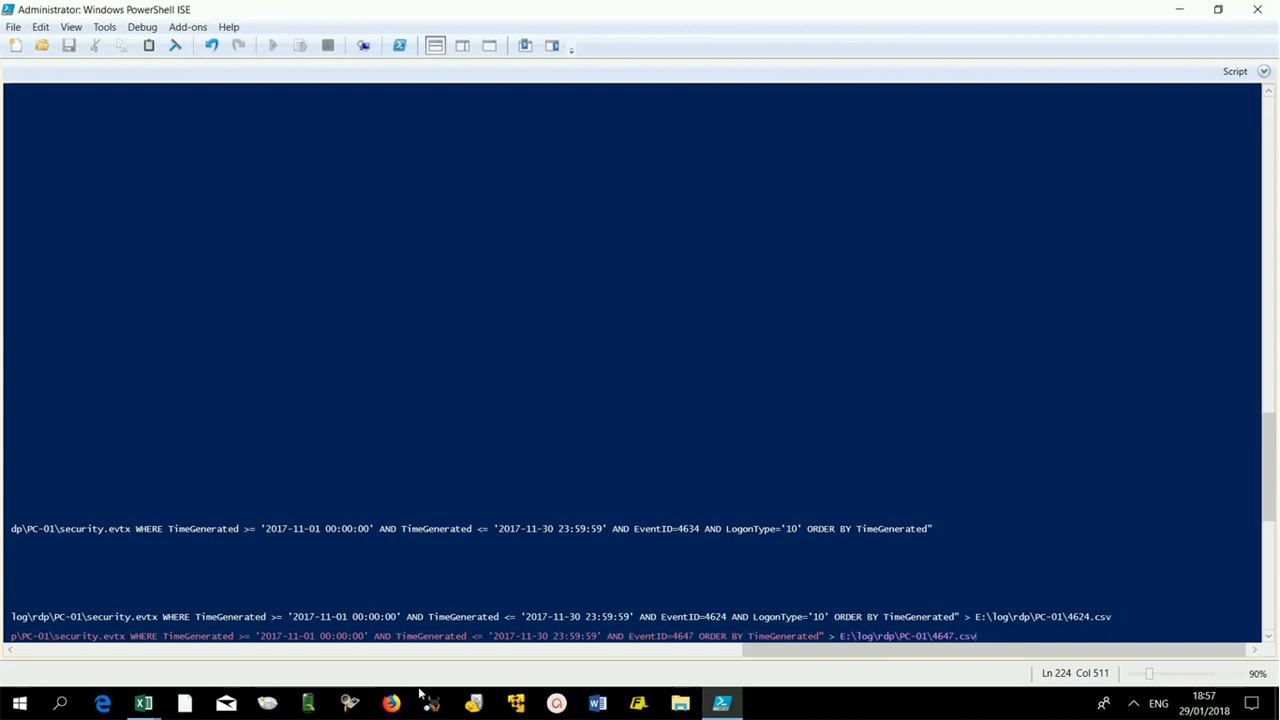 Administrator: Windows PowerShell ISE
File Edit View Tools Debug Add-ons Help
Script
dp\PC-01\security.evtx WHERE TimeGenerated >= '2017-11-01 00:00:00' AND TimeGenerated <= '2017-11-30 23:59:59' AND EventID=4634 AND LogonType='10' ORDER BY TimeGenerated"
log\rdp\PC-01\security.evtx WHERE TimeGenerated >= '2017-11-01 00:00:00' AND TimeGenerated <= '2017-11-30 23:59:59' AND EventID=4624 AND LogonType='10' ORDER BY TimeGenerated" > E:\log\rdp\PC-01\4624.csv
p\PC-01\security.evtx WHERE TimeGenerated >= '2017-11-01 00:00:00' AND TimeGenerated <= '2017-11-30 23:59:59' AND EventID=4647 ORDER BY TimeGenerated" > E:\log\rdp\PC-01\4647.csv
Ln 224 Col 511
90%
ENG
18:57
29/01/2018